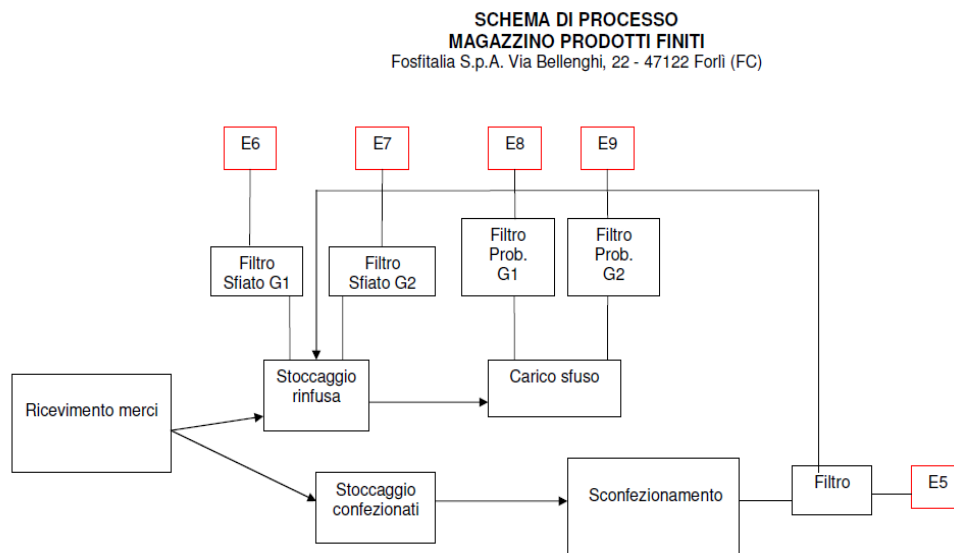 SCHEMA DI PROCESSO
MAGAZZINO PRODOTTI FINITI
Fosfitalia S.p.A. Via Bellenghi, 22 - 47122 Forlì (FC)
E6
E7
E8
E9
Filtro
Sfiato G1
Filtro
Sfiato G2
Filtro
Prob.
G1
Filtro
Prob.
G2
Ricevimento merci
Stoccaggio
rinfusa
Carico sfuso
Stoccaggio
confezionati
Sconfezionamento
Filtro
E5